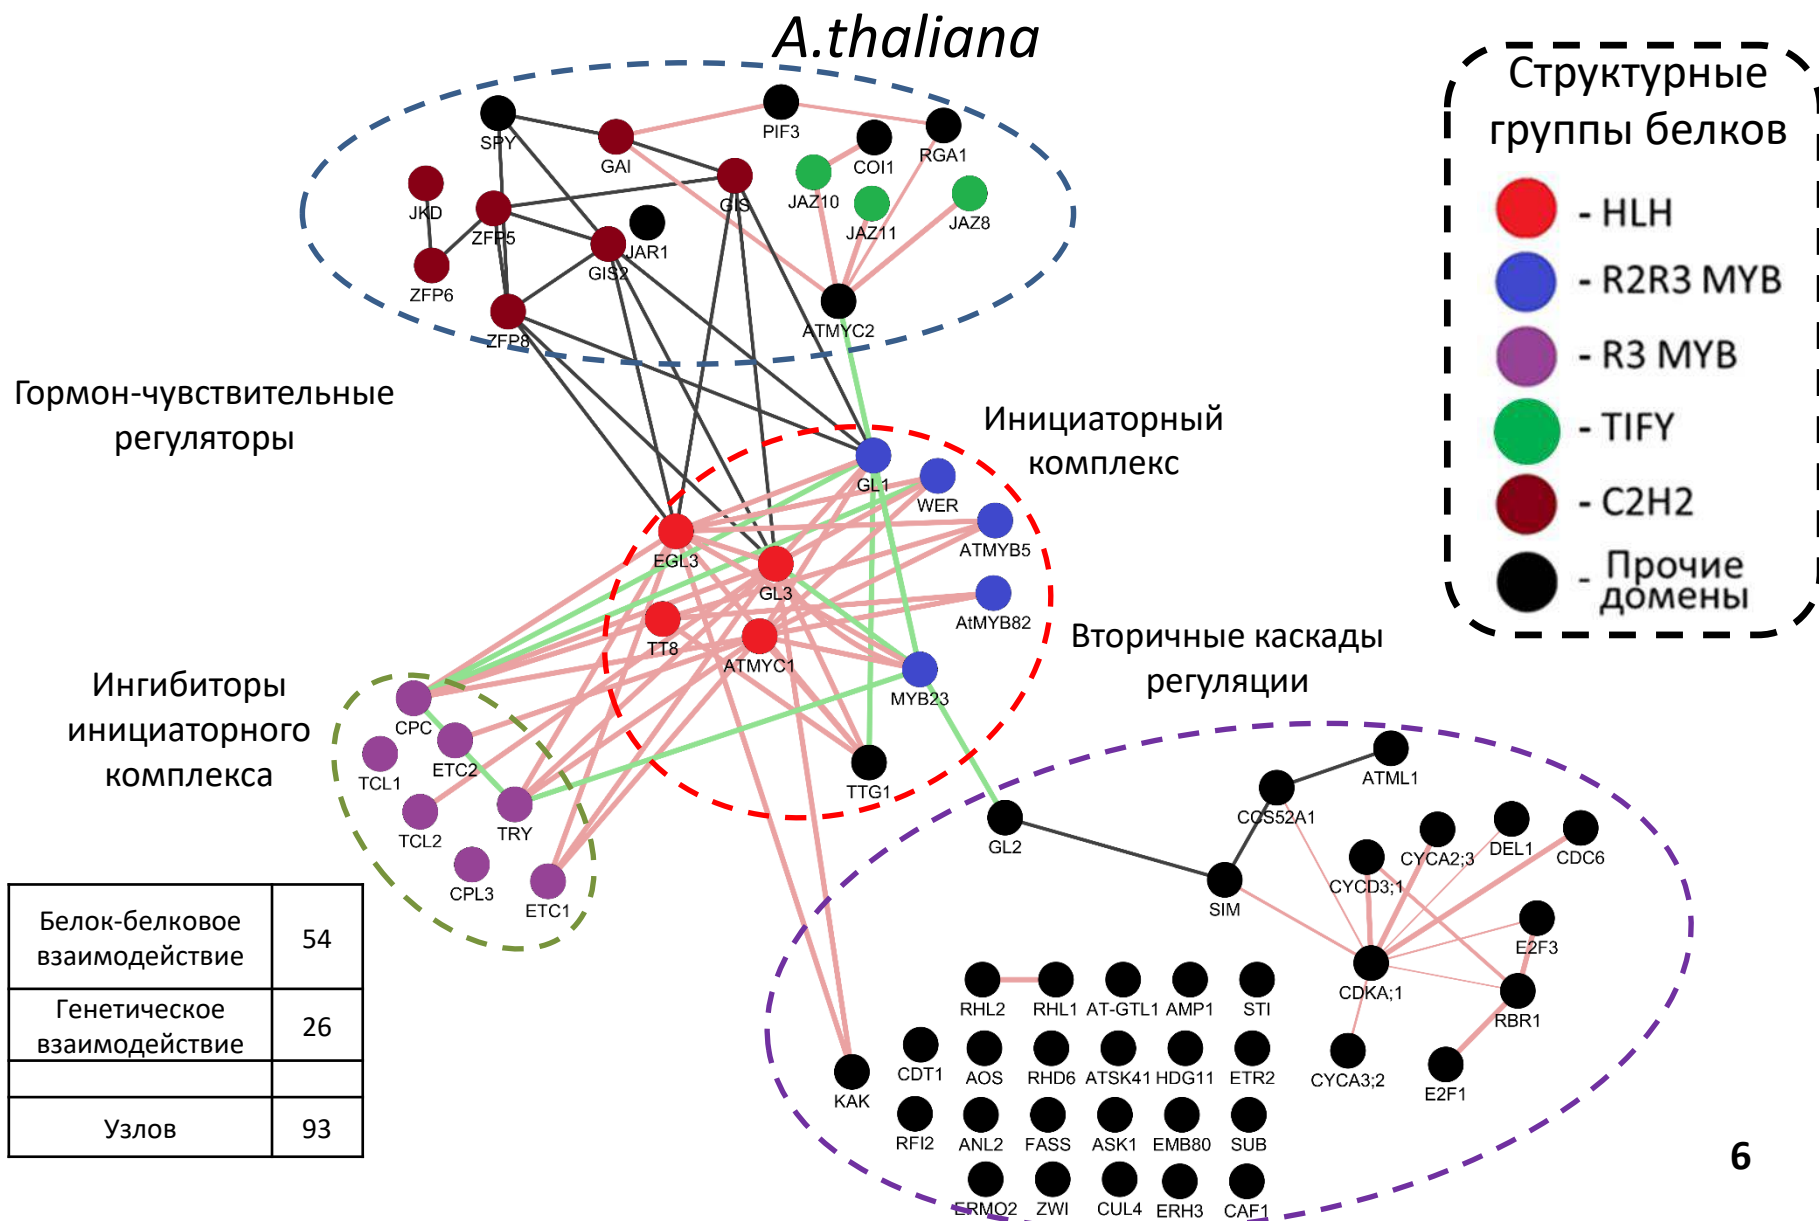 A.thaliana
Структурные
группы белков
- HLH
- R2R3 MYB
- R3 MYB
- TIFY
- C2H2
- Прочие
домены
SPY
GAI
PIF3
COI1
RGA1
JKD
ZFP5
GIS
JAZ10
JAZ11
JAZ8
JAR1
GIS2
ZFP6
ZFP8
ATMYC2
Гормон-чувствительные
регуляторы
Инициаторный
комплекс
GL1
WER
ATMYB5
EGL3
GL3
AtMYB82
TT8
ATMYC1
MYB23
TTG1
Вторичные каскады
регуляции
Ингибиторы
инициаторного
комплекса
CPC
ETC2
TCL1
TCL2
TRY
CPL3
ETC1
GL2
ATML1
CCS52A1
CYCD3;1
CYCA2;3
DEL1
CDC6
SIM
E2F3
CDKA;1
RBR1
CYCA3;2
E2F1
RHL2
RHL1
AT-GTL1
AMP1
STI
CDT1
AOS
RHD6
ATSK41
HDG11
ETR2
KAK
RFI2
ANL2
FASS
ASK1
EMB80
SUB
ERMO2
ZWI
CUL4
ERH3
CAF1
Белок-белковое
взаимодействие
54
Генетическое
взаимодействие
26
Узлов
93
6